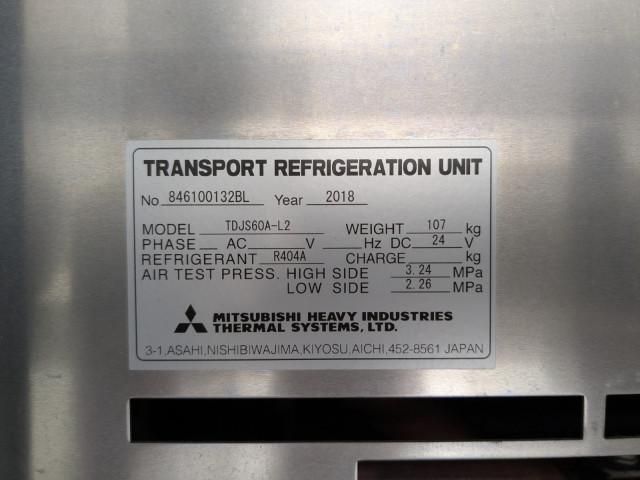 TRANSPORT REFRIGERATION UNIT
No 846100132BL Year 2018
MODEL TDJS60A-L2 WEIGHT 107 kg
PHASE AC V Hz DC 24 V
REFRIGERANT R404A CHARGE kg
AIR TEST PRESS. HIGH SIDE 3.24 MPa
LOW SIDE 2.26 MPa
MITSUBISHI HEAVY INDUSTRIES
THERMAL SYSTEMS, LTD.
3-1,ASAHI,NISHIBIWAJIMA,KIYOSU,AICHI,452-8561 JAPAN